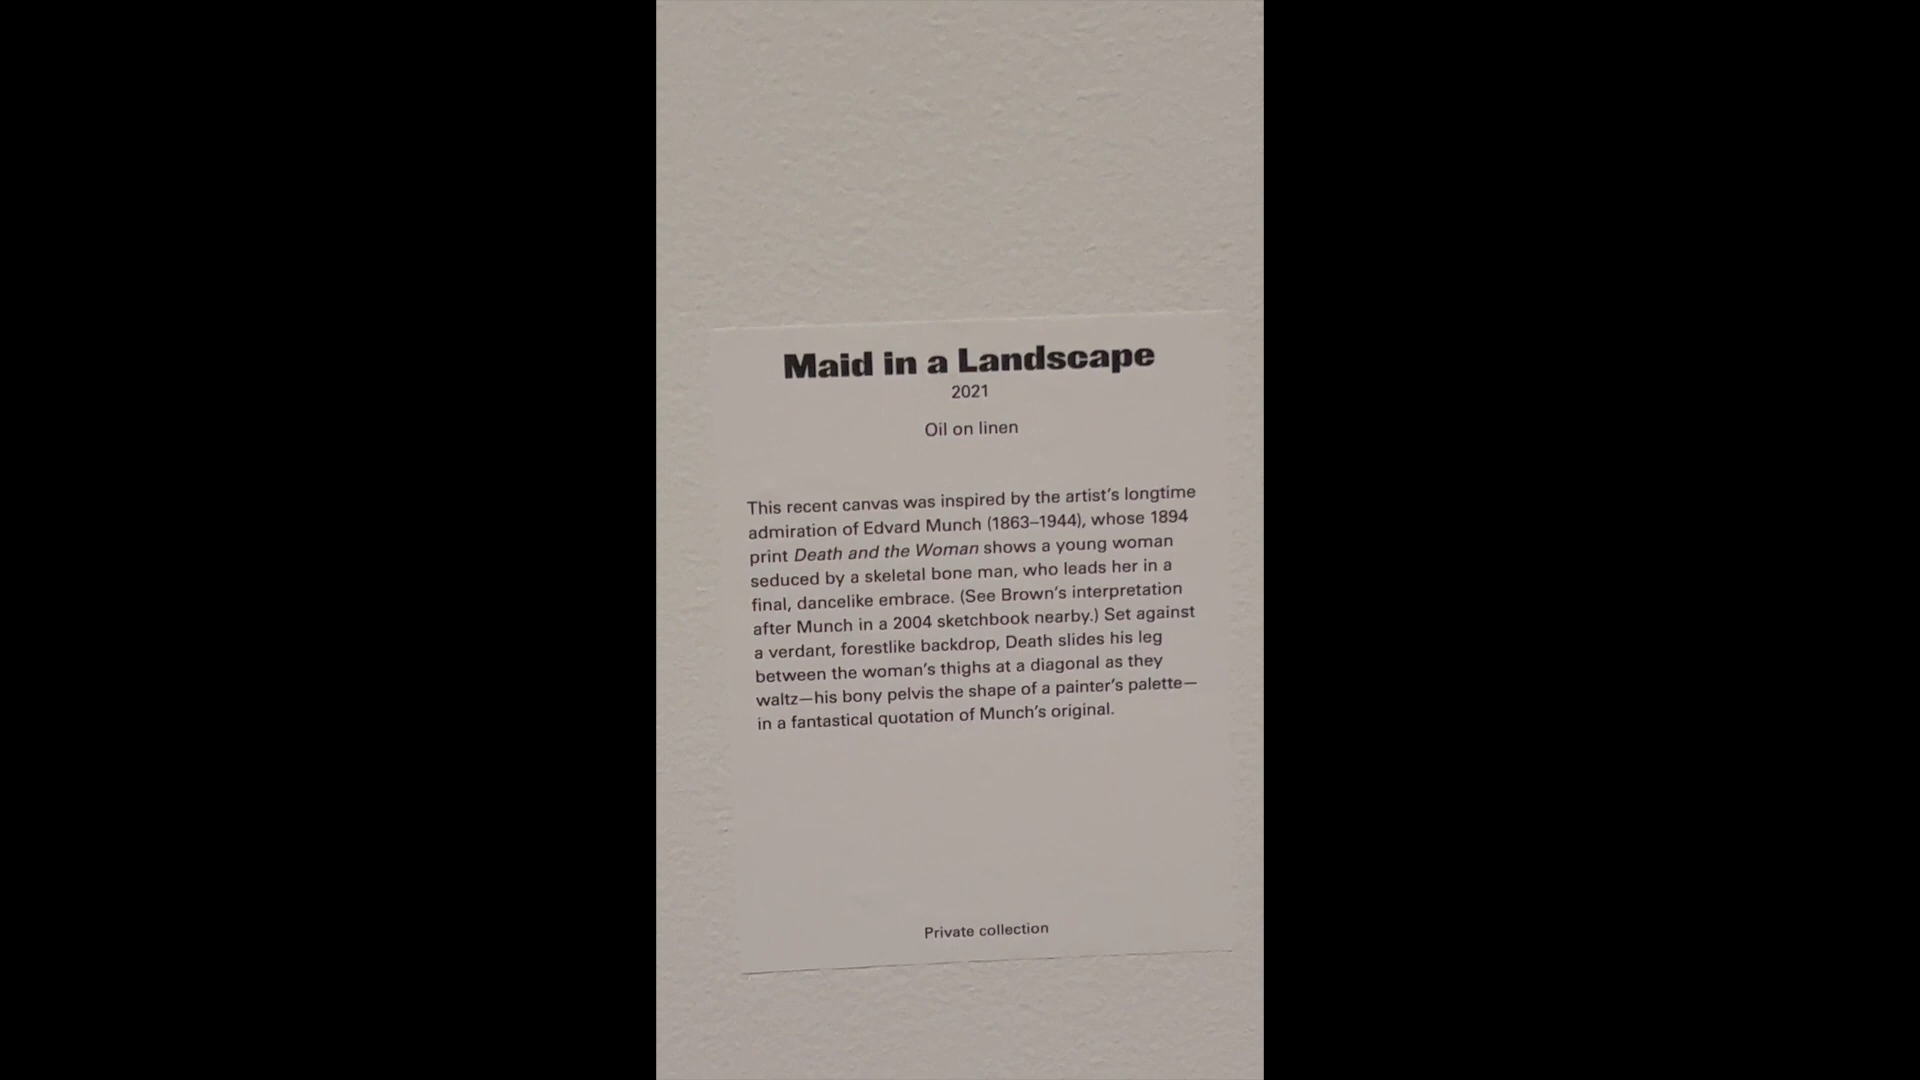 Maid in a Landscape
2021
Oil on linen
This recent canvas was inspired by the artist's longtime
admiration of Edvard Munch (1863–1944), whose 1894
print Death and the Woman shows a young woman
seduced by a skeletal bone man, who leads her in a
final, dancelike embrace. (See Brown's interpretation
after Munch in a 2004 sketchbook nearby.) Set against
a verdant, forestlike backdrop, Death slides his leg
between the woman's thighs at a diagonal as they
waltz—his bony pelvis the shape of a painter's palette—
in a fantastical quotation of Munch's original.
Private collection